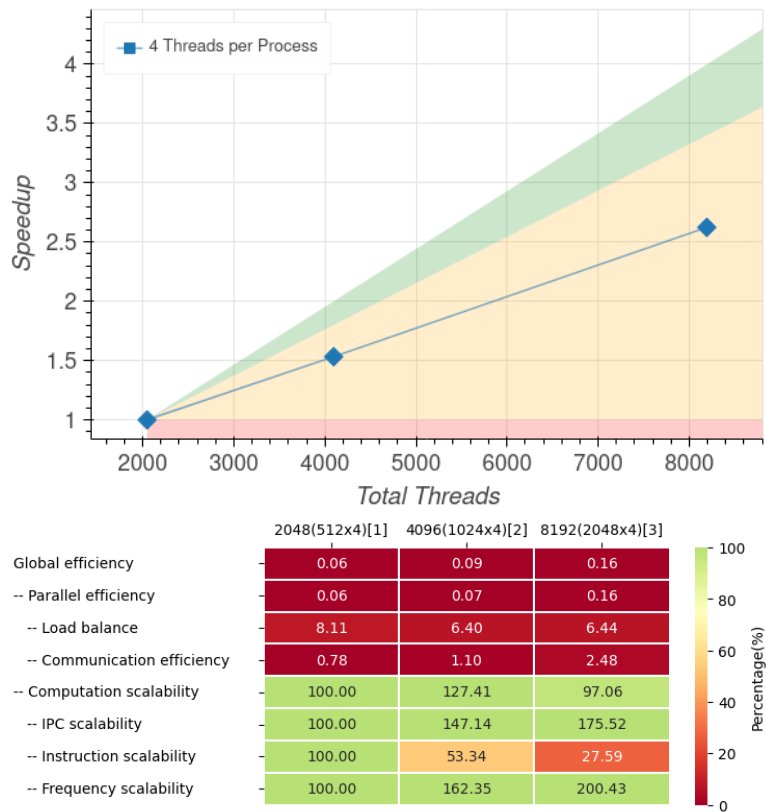 4 Threads per Process
4
3.5
3
2.5
2
1.5
1
Speedup
2000 3000 4000 5000 6000 7000 8000
Total Threads
2048(512x4)[1] 4096(1024x4)[2] 8192(2048x4)[3]
Global efficiency 0.06 0.09 0.16
-- Parallel efficiency 0.06 0.07 0.16
-- Load balance 8.11 6.40 6.44
-- Communication efficiency 0.78 1.10 2.48
-- Computation scalability 100.00 127.41 97.06
-- IPC scalability 100.00 147.14 175.52
-- Instruction scalability 100.00 53.34 27.59
-- Frequency scalability 100.00 162.35 200.43
100
80
60
40
20
0
Percentage(%)